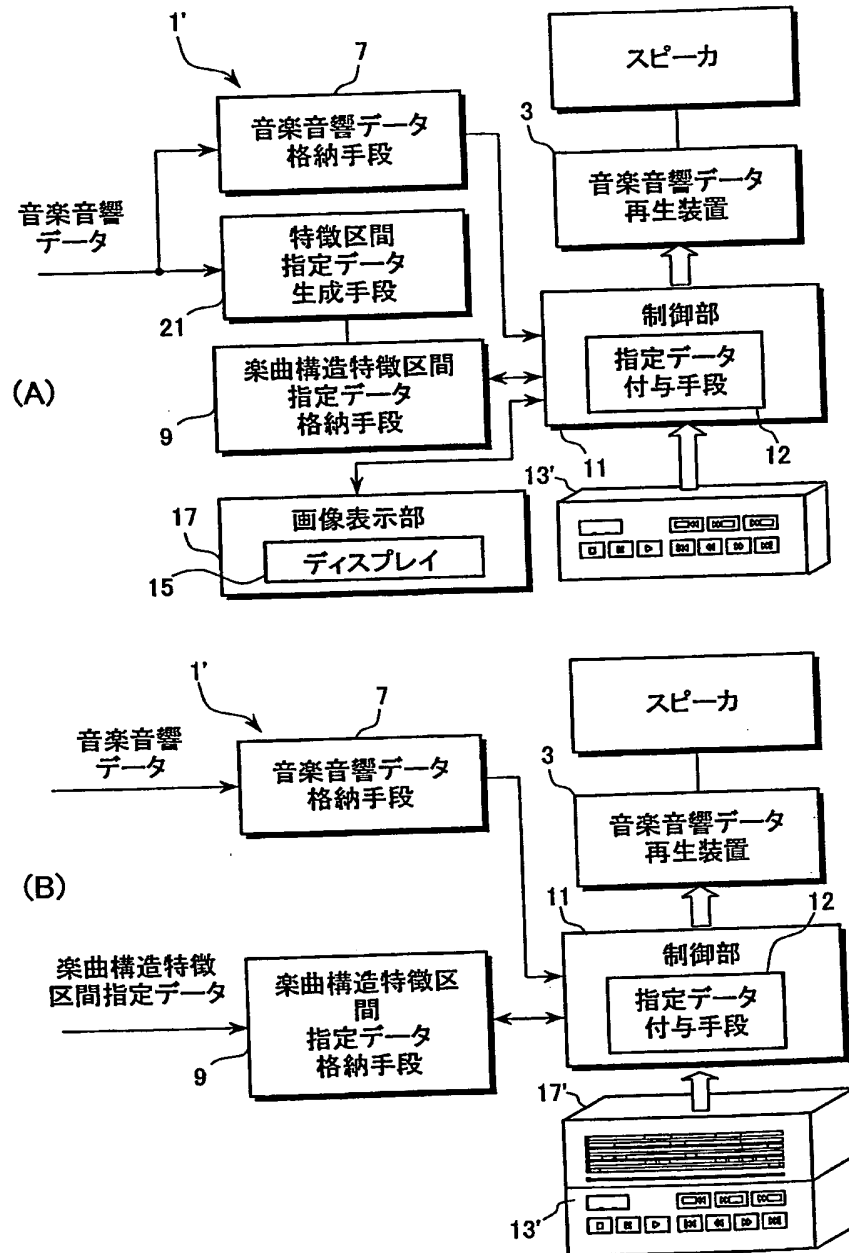 1'
7
スピーカ
音楽音響データ
格納手段
3
音楽音響データ
再生装置
音楽音響
データ
特徴区間
指定データ
生成手段
21
制御部
指定データ
付与手段
(A)
楽曲構造特徴区間
指定データ
格納手段
9
11
12
13'
17
画像表示部
ディスプレイ
15
1'
7
スピーカ
音楽音響
データ
音楽音響データ
格納手段
3
音楽音響データ
再生装置
(B)
11
12
制御部
指定データ
付与手段
楽曲構造特徴
区間指定データ
楽曲構造特徴区
間
指定データ
格納手段
9
17'
13'